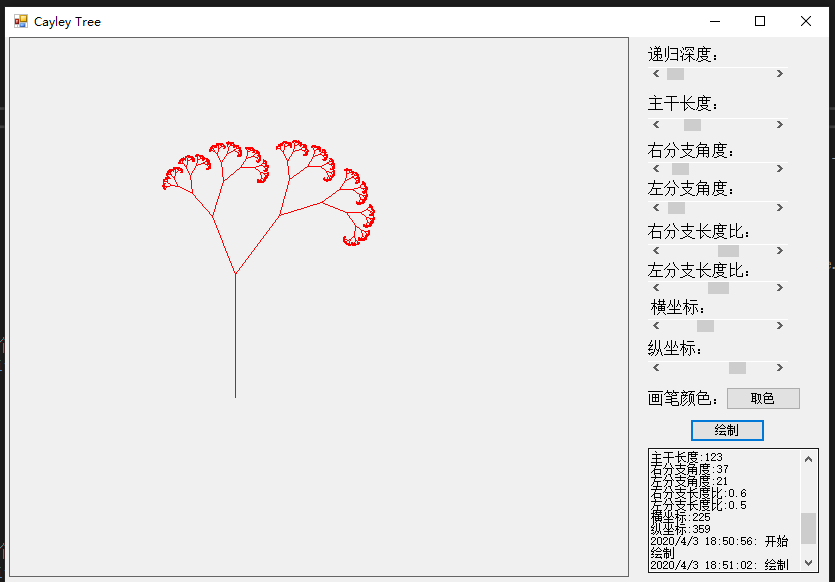 Cayley Tree
递归深度:
主干长度:
右分支角度:
左分支角度:
右分支长度比:
左分支长度比:
横坐标:
纵坐标:
画笔颜色:
取色
绘制
主干长度:123
右分支角度:37
左分支角度:21
右分支长度比:0.6
左分支长度比:0.5
横坐标:225
纵坐标:359
2020/4/3 18:50:56: 开始
绘制
2020/4/3 18:51:02: 绘制